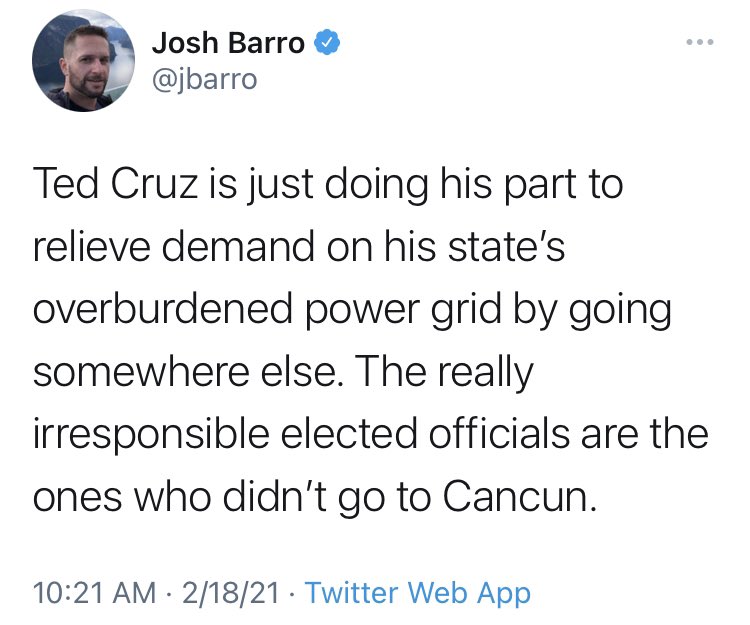 Josh Barro
@jbarro
Ted Cruz is just doing his part to
relieve demand on his state’s
overburdened power grid by going
somewhere else. The really
irresponsible elected officials are the
ones who didn’t go to Cancun.
10:21 AM · 2/18/21 · Twitter Web App